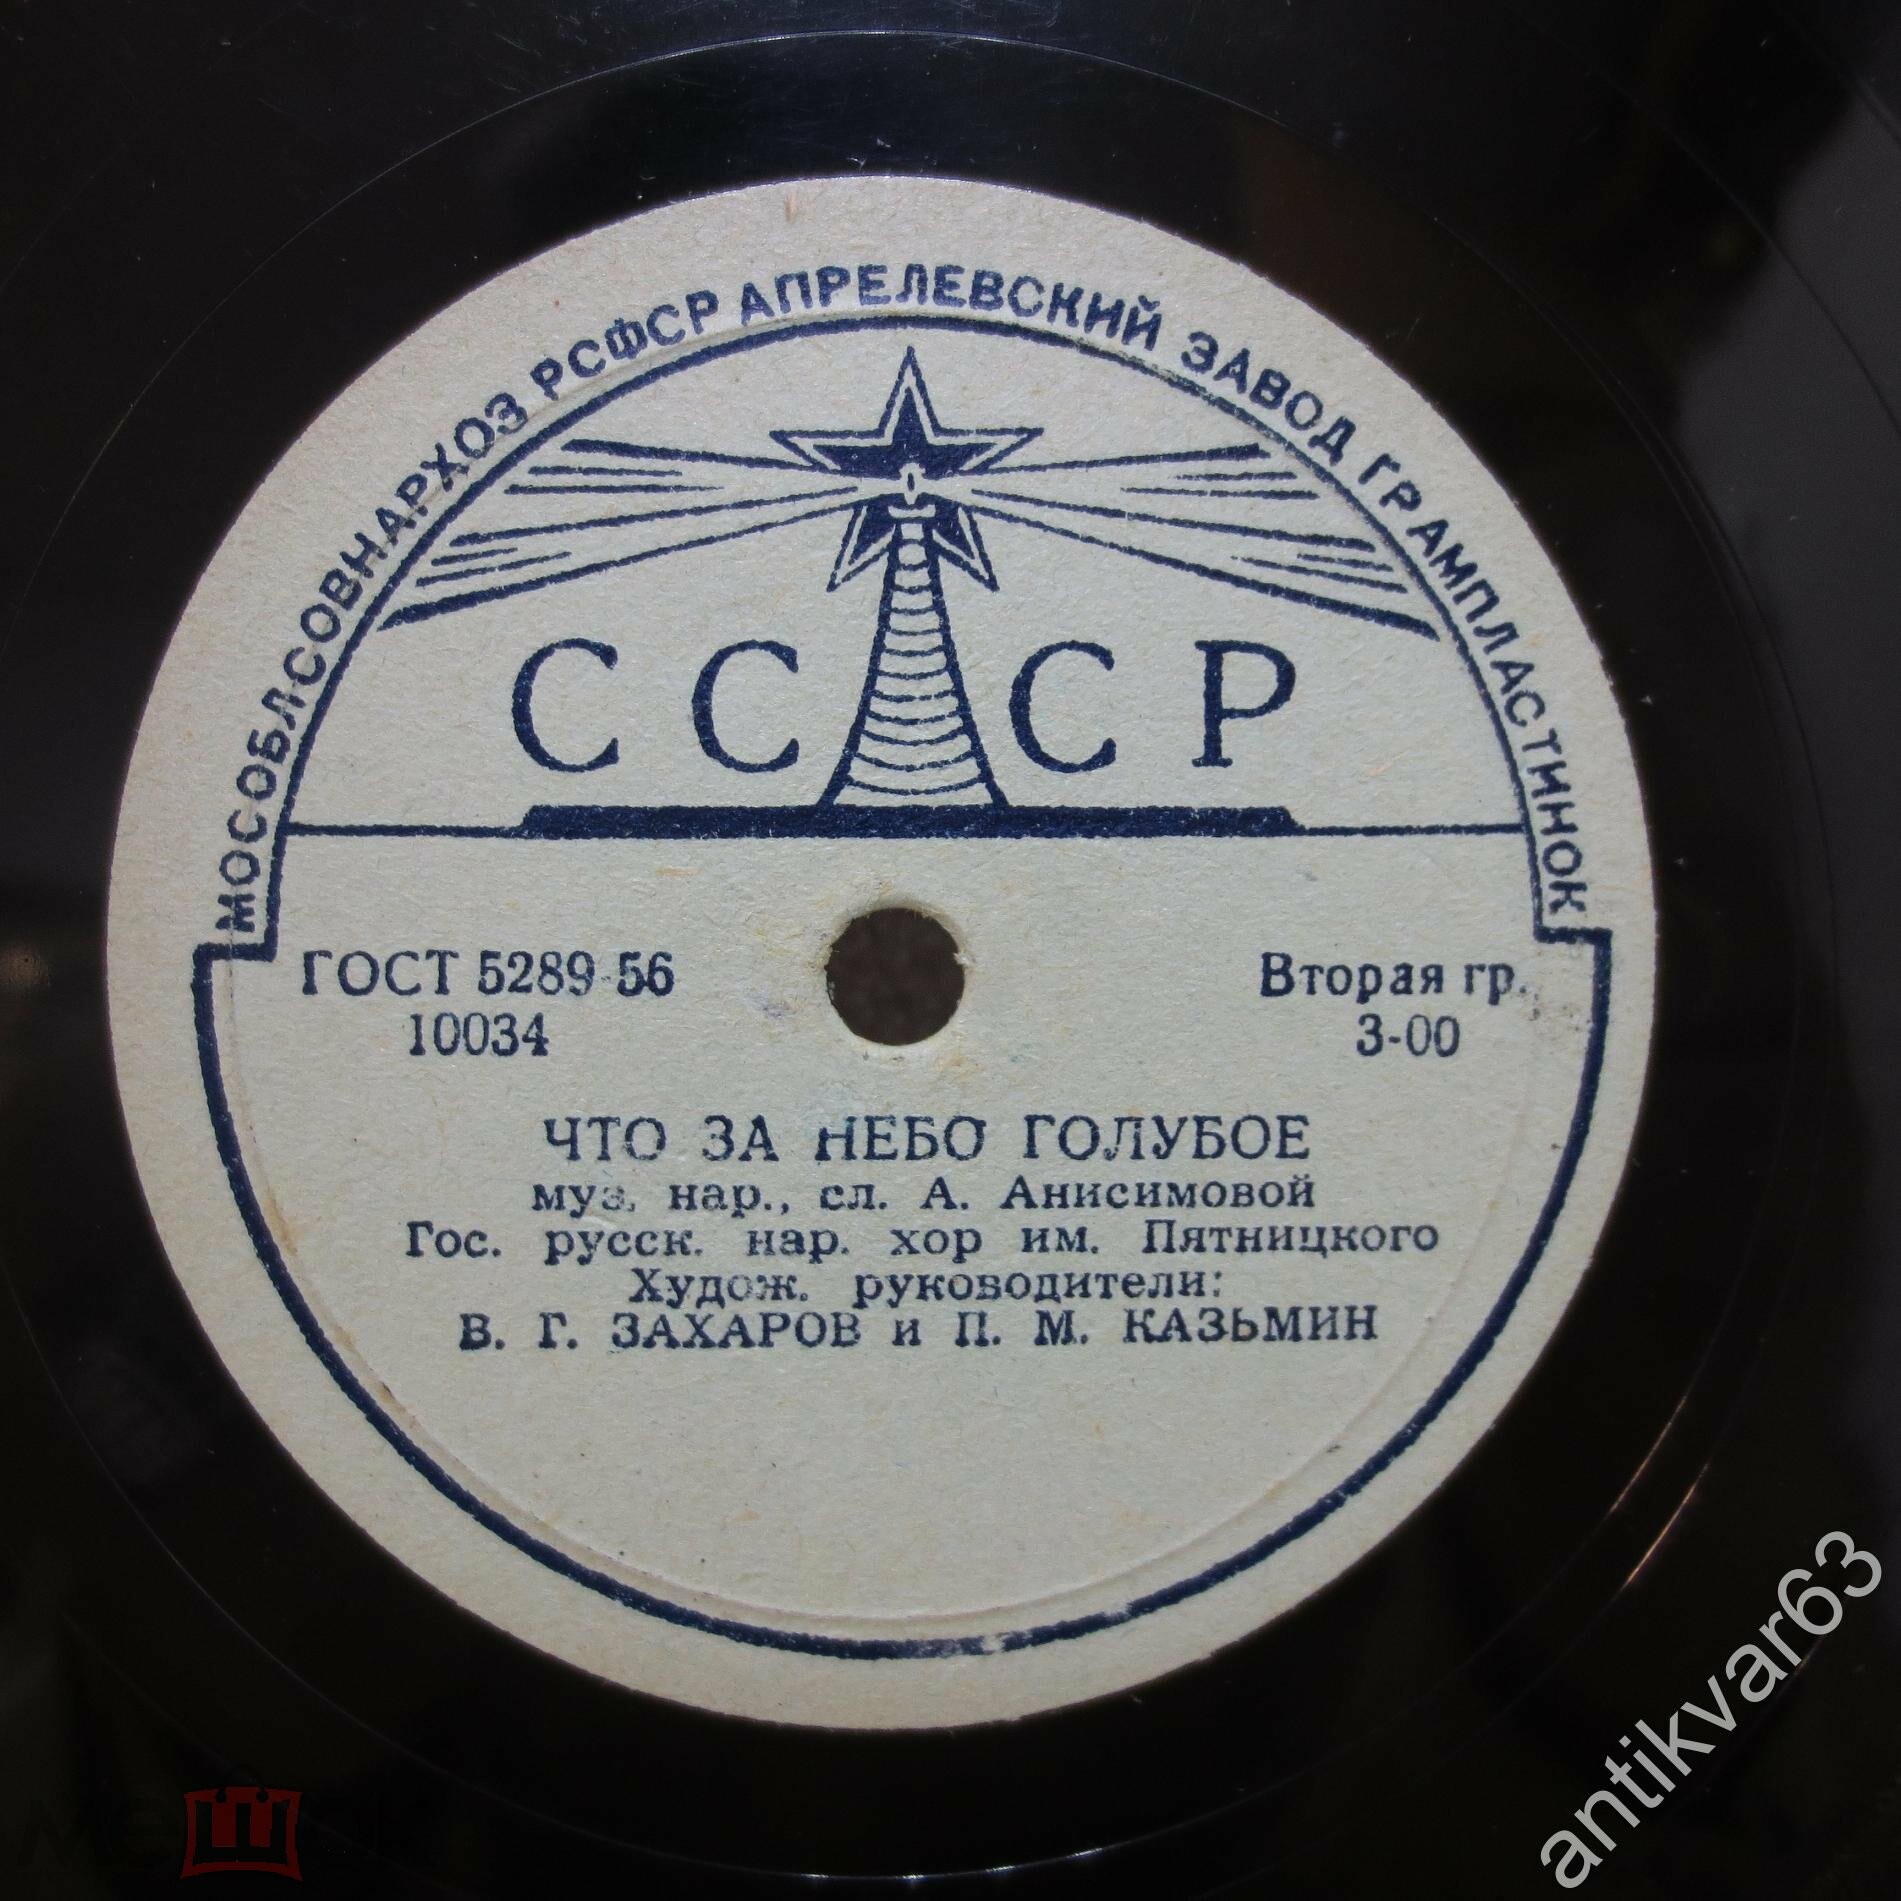 МОСОБЛСОВНАРХОЗ РСФСР АПРЕЛЕВСКИЙ ЗАВОД ГРАМПЛАСТИНОК
СССР
ГОСТ 5289-56
10034
Вторая гр.
3-00
ЧТО ЗА НЕБО ГОЛУБОЕ
муз. нар., сл. А. Анисимовой
Гос. русск. нар. хор им. Пятницкого
Худож. руководители:
В. Г. ЗАХАРОВ и П. М. КАЗЬМИН
antikvar63